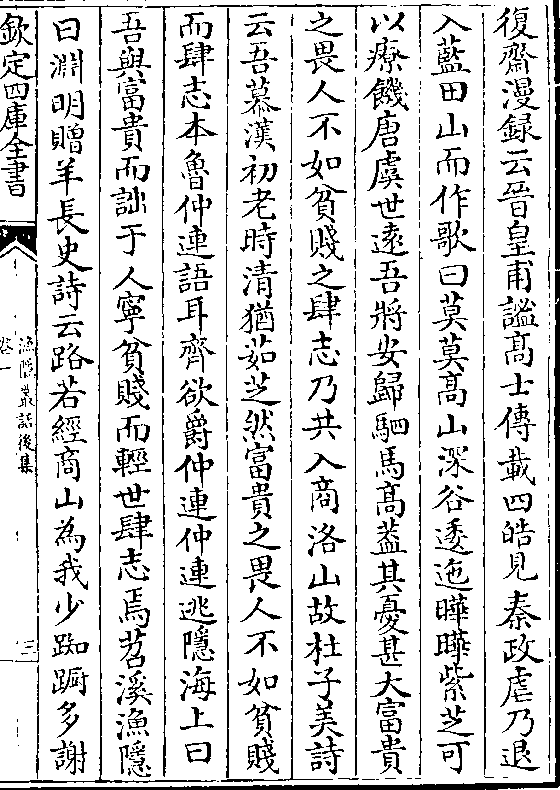 復齋漫録云晉皇甫謐髙士傳載四皓見秦政虐乃退
入藍田山而作歌曰莫莫髙山深谷逶迤曄曄紫芝可
以療饑唐虞世逺吾將安歸駟馬髙葢其憂甚大富貴
之畏人不如貧賤之肆志乃共入商洛山故杜子美詩
云吾慕漢初老時清猶茹芝然富貴之畏人不如貧賤
而肆志本魯仲連語耳齊欲爵仲連仲連逃隱海上曰
吾與富貴而詘于人寧貧賤而輕世肆志焉苕溪漁隱
曰淵明贈羊長史詩云路若經商山為我少踟蹰多謝
欽定四庫全書
漁隱叢話後集
卷一
三